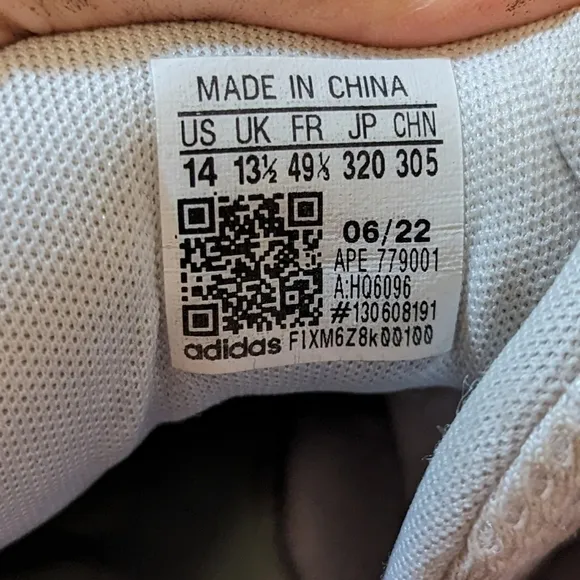 MADE IN CHINA
US UK FR JP CHN
14 13½ 49⅓ 320 305
06/22
APE 779001
A:HQ6096
#130608191
adidas FIXM6Z8k00100